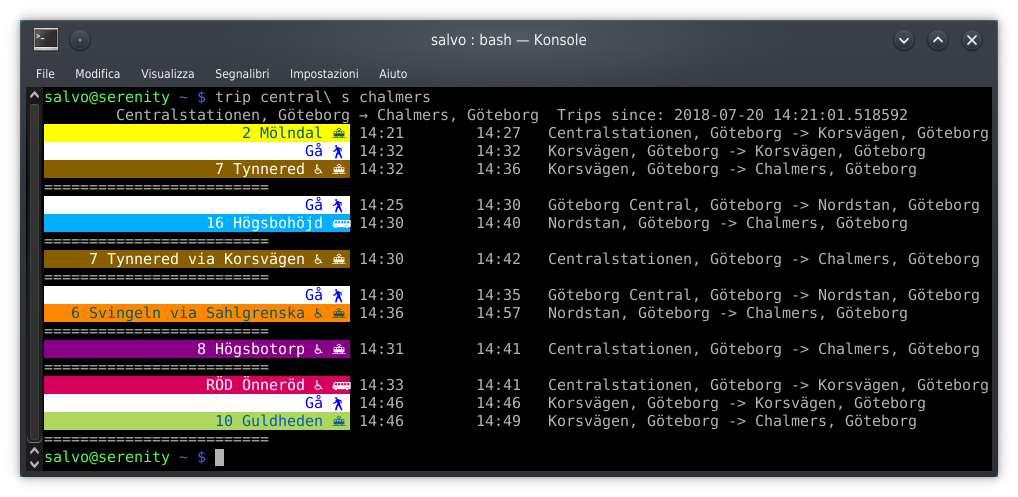 salvo : bash — Konsole
File Modifica Visualizza Segnalibri Impostazioni Aiuto
salvo@serenity ~ $ trip central\ s chalmers
Centralstationen, Göteborg → Chalmers, Göteborg Trips since: 2018-07-20 14:21:01.518592
2 Mölndal 🚋 14:21 14:27 Centralstationen, Göteborg -> Korsvägen, Göteborg
Gå 🚶 14:32 14:32 Korsvägen, Göteborg -> Korsvägen, Göteborg
7 Tynnered ♿ 🚋 14:32 14:36 Korsvägen, Göteborg -> Chalmers, Göteborg
=========================
Gå 🚶 14:25 14:30 Göteborg Central, Göteborg -> Nordstan, Göteborg
16 Högsbohöjd 🚌 14:30 14:40 Nordstan, Göteborg -> Chalmers, Göteborg
=========================
7 Tynnered via Korsvägen ♿ 🚋 14:30 14:42 Centralstationen, Göteborg -> Chalmers, Göteborg
=========================
Gå 🚶 14:30 14:35 Göteborg Central, Göteborg -> Nordstan, Göteborg
6 Svingeln via Sahlgrenska ♿ 🚋 14:36 14:57 Nordstan, Göteborg -> Chalmers, Göteborg
=========================
8 Högsbotorp ♿ 🚋 14:31 14:41 Centralstationen, Göteborg -> Chalmers, Göteborg
=========================
RÖD Önneröd ♿ 🚌 14:33 14:41 Centralstationen, Göteborg -> Korsvägen, Göteborg
Gå 🚶 14:46 14:46 Korsvägen, Göteborg -> Korsvägen, Göteborg
10 Guldheden 🚋 14:46 14:49 Korsvägen, Göteborg -> Chalmers, Göteborg
=========================
salvo@serenity ~ $